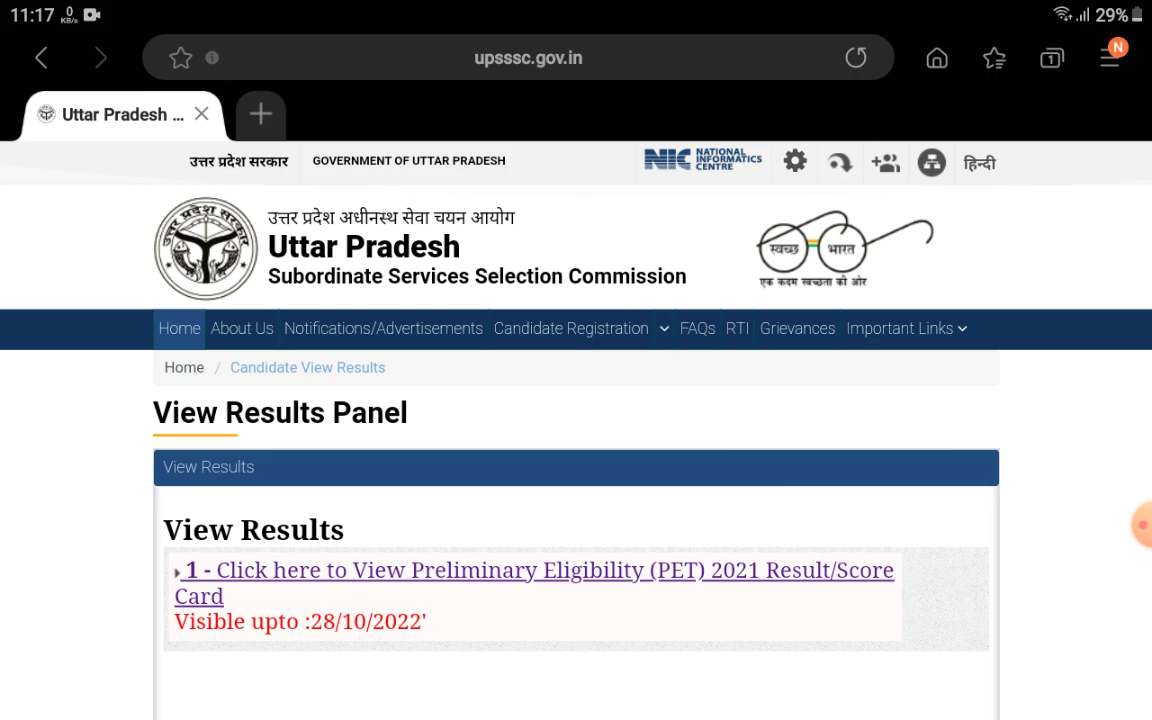 11:17 0 KB/s 29%
upsssc.gov.in 1 N
Uttar Pradesh ...
उत्तर प्रदेश सरकार GOVERNMENT OF UTTAR PRADESH NIC NATIONAL INFORMATICS CENTRE हिन्दी
उत्तर प्रदेश अधीनस्थ सेवा चयन आयोग
Uttar Pradesh
Subordinate Services Selection Commission
स्वच्छ भारत
एक कदम स्वच्छता की ओर
Home About Us Notifications/Advertisements Candidate Registration FAQs RTI Grievances Important Links
Home / Candidate View Results
View Results Panel
View Results
View Results
1 - Click here to View Preliminary Eligibility (PET) 2021 Result/Score
Card
Visible upto :28/10/2022'